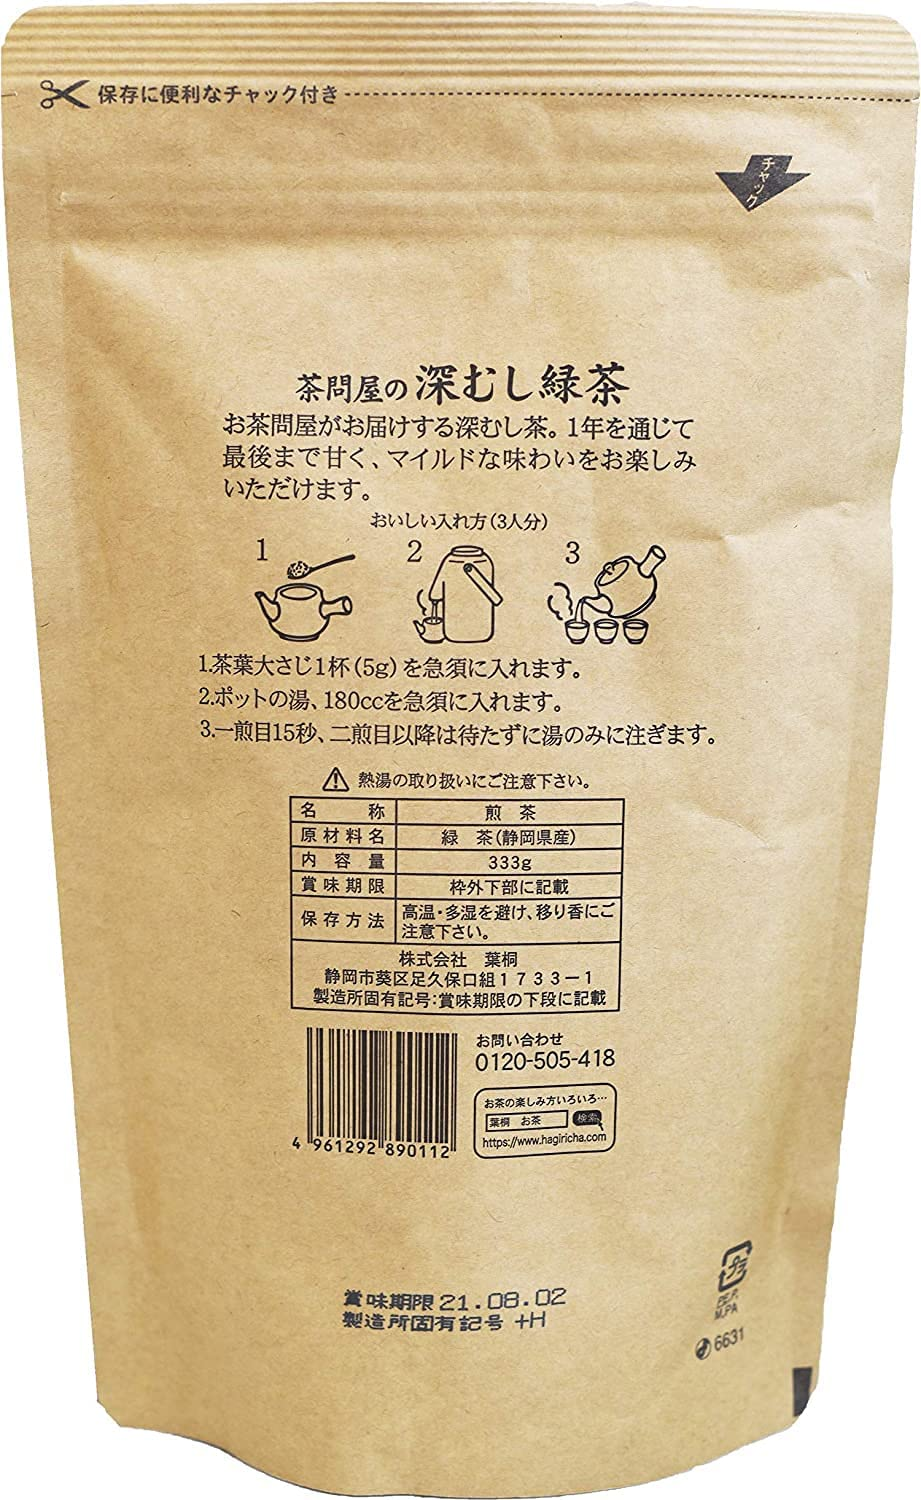 保存に便利なチャック付き
チャック
茶問屋の深むし緑茶
お茶問屋がお届けする深むし茶。1年を通じて
最後まで甘く、マイルドな味わいをお楽しみ
いただけます。
おいしい入れ方(3人分)
1 2 3
1.茶葉大さじ1杯(5g)を急須に入れます。
2.ポットの湯、180ccを急須に入れます。
3.一煎目15秒、二煎目以降は待たずに湯のみに注ぎます。
熱湯の取り扱いにご注意下さい。
名称 煎茶
原材料名 緑 茶(静岡県産)
内容量 333g
賞味期限 枠外下部に記載
保存方法 高温・多湿を避け、移り香にご
注意下さい。
株式会社 葉桐
静岡市葵区足久保口組1733-1
製造所固有記号:賞味期限の下段に記載
お問い合わせ
0120-505-418
お茶の楽しみ方いろいろ…
葉桐 お茶 検索
https://www.hagiricha.com
4 961292 890112
プラ
PE,P,
M,PA
6631
賞味期限21.08.02
製造所固有記号 +H